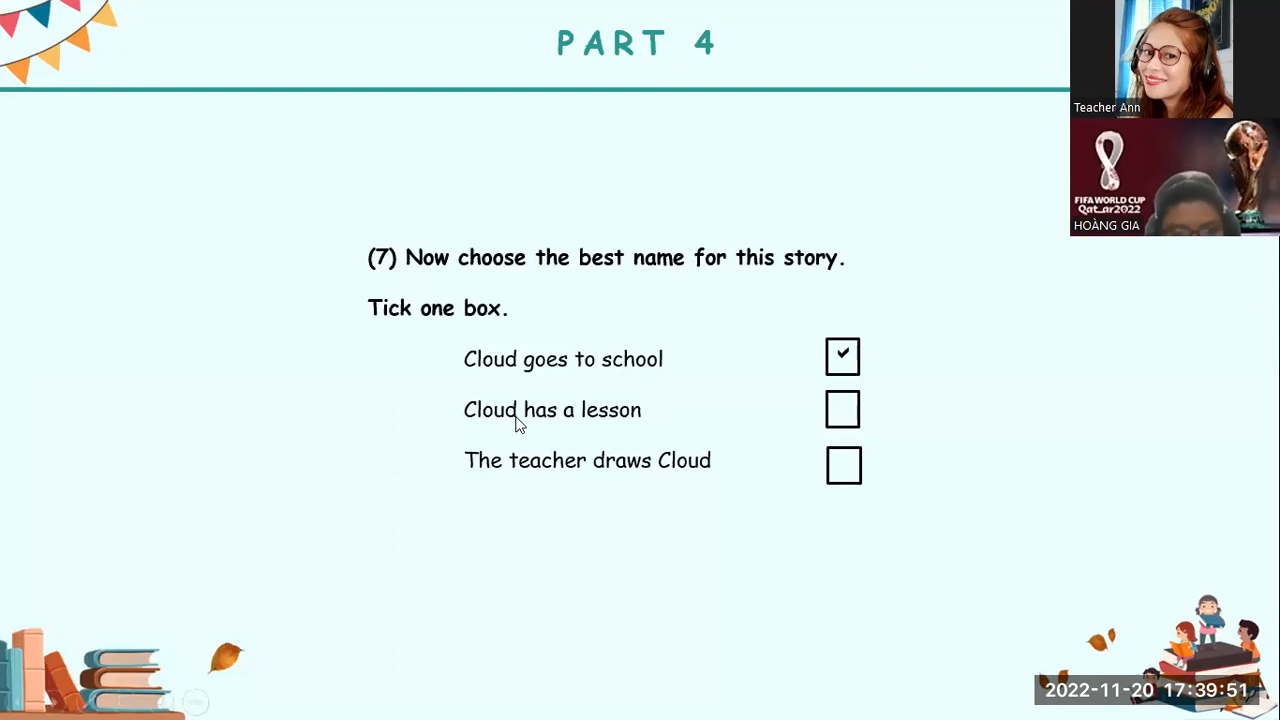 PART 4
Teacher Ann
FIFA WORLD CUP
Qatar2022
HOÀNG GIA
(7) Now choose the best name for this story.
Tick one box.
Cloud goes to school
Cloud has a lesson
The teacher draws Cloud
2022-11-20 17:39:51